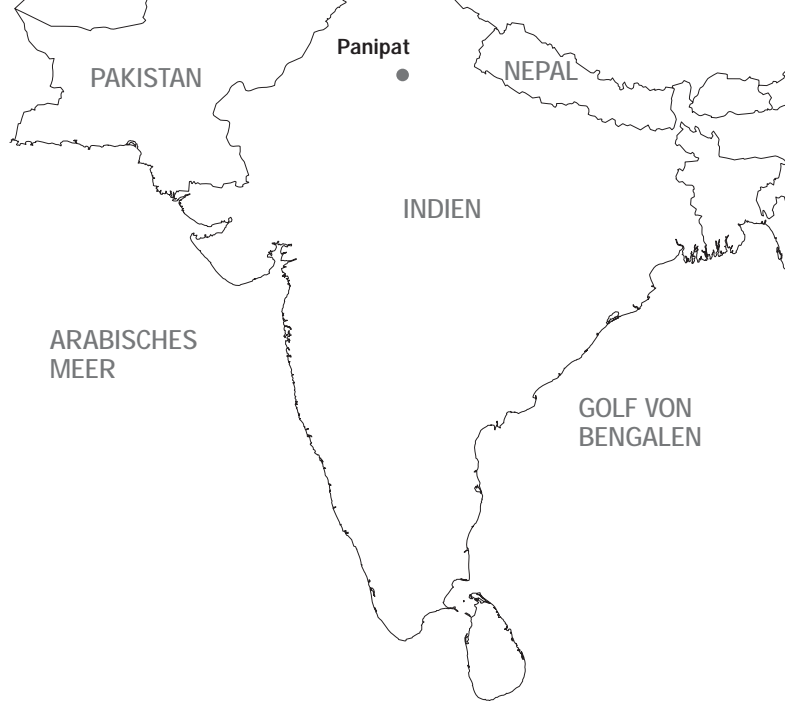 Panipat
PAKISTAN
NEPAL
INDIEN
ARABISCHES
MEER
GOLF VON
BENGALEN